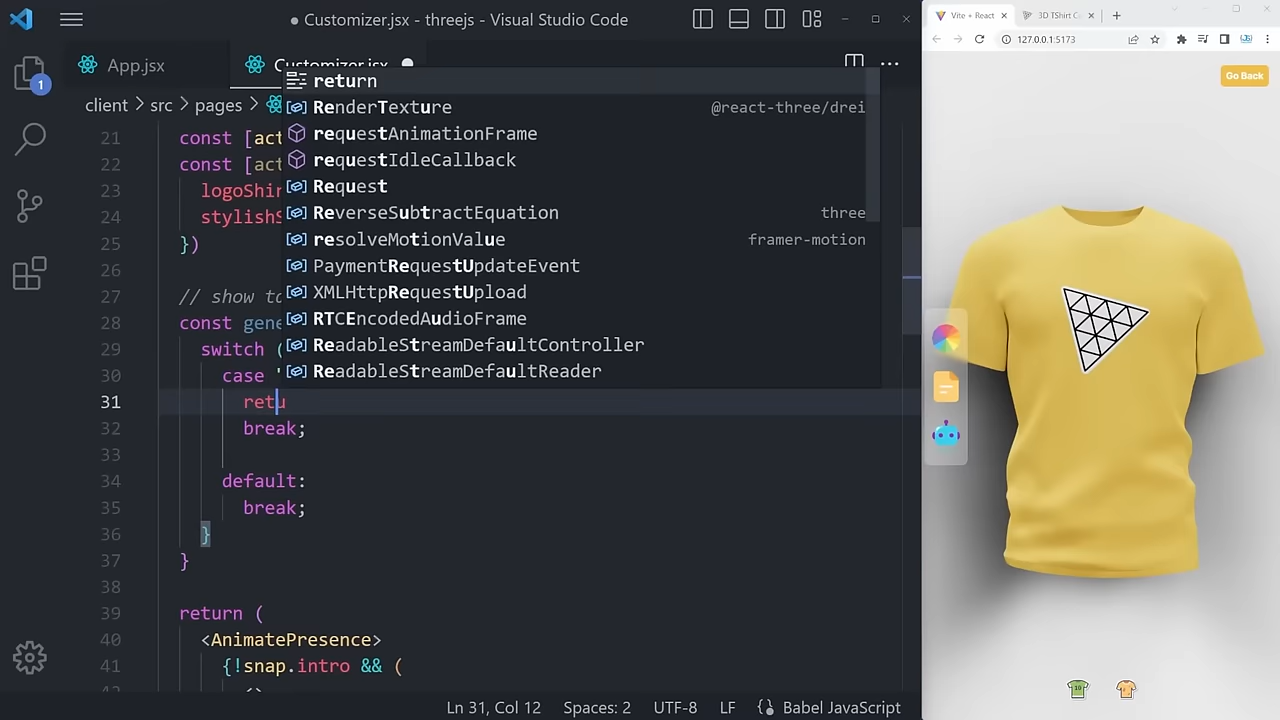 Customizer.jsx - threejs - Visual Studio Code
App.jsx
Customizer.jsx
client > src > pages >
return
RenderTexture @react-three/drei
requestAnimationFrame
requestIdleCallback
Request
ReverseSubtractEquation three
resolveMotionValue framer-motion
PaymentRequestUpdateEvent
XMLHttpRequestUpload
RTCEncodedAudioFrame
ReadableStreamDefaultController
ReadableStreamDefaultReader
21 const [act
22 const [act
23 logoShir
24 stylishS
25 })
26
27 // show ta
28 const gene
29 switch (
30 case '
31 retu
32 break;
33
34 default:
35 break;
36 }
37 }
38
39 return (
40 <AnimatePresence>
41 {!snap.intro && (
42 <>
1
Ln 31, Col 12 Spaces: 2 UTF-8 LF {} Babel JavaScript
Vite + React
3D TShirt C
127.0.0.1:5173
Go Back